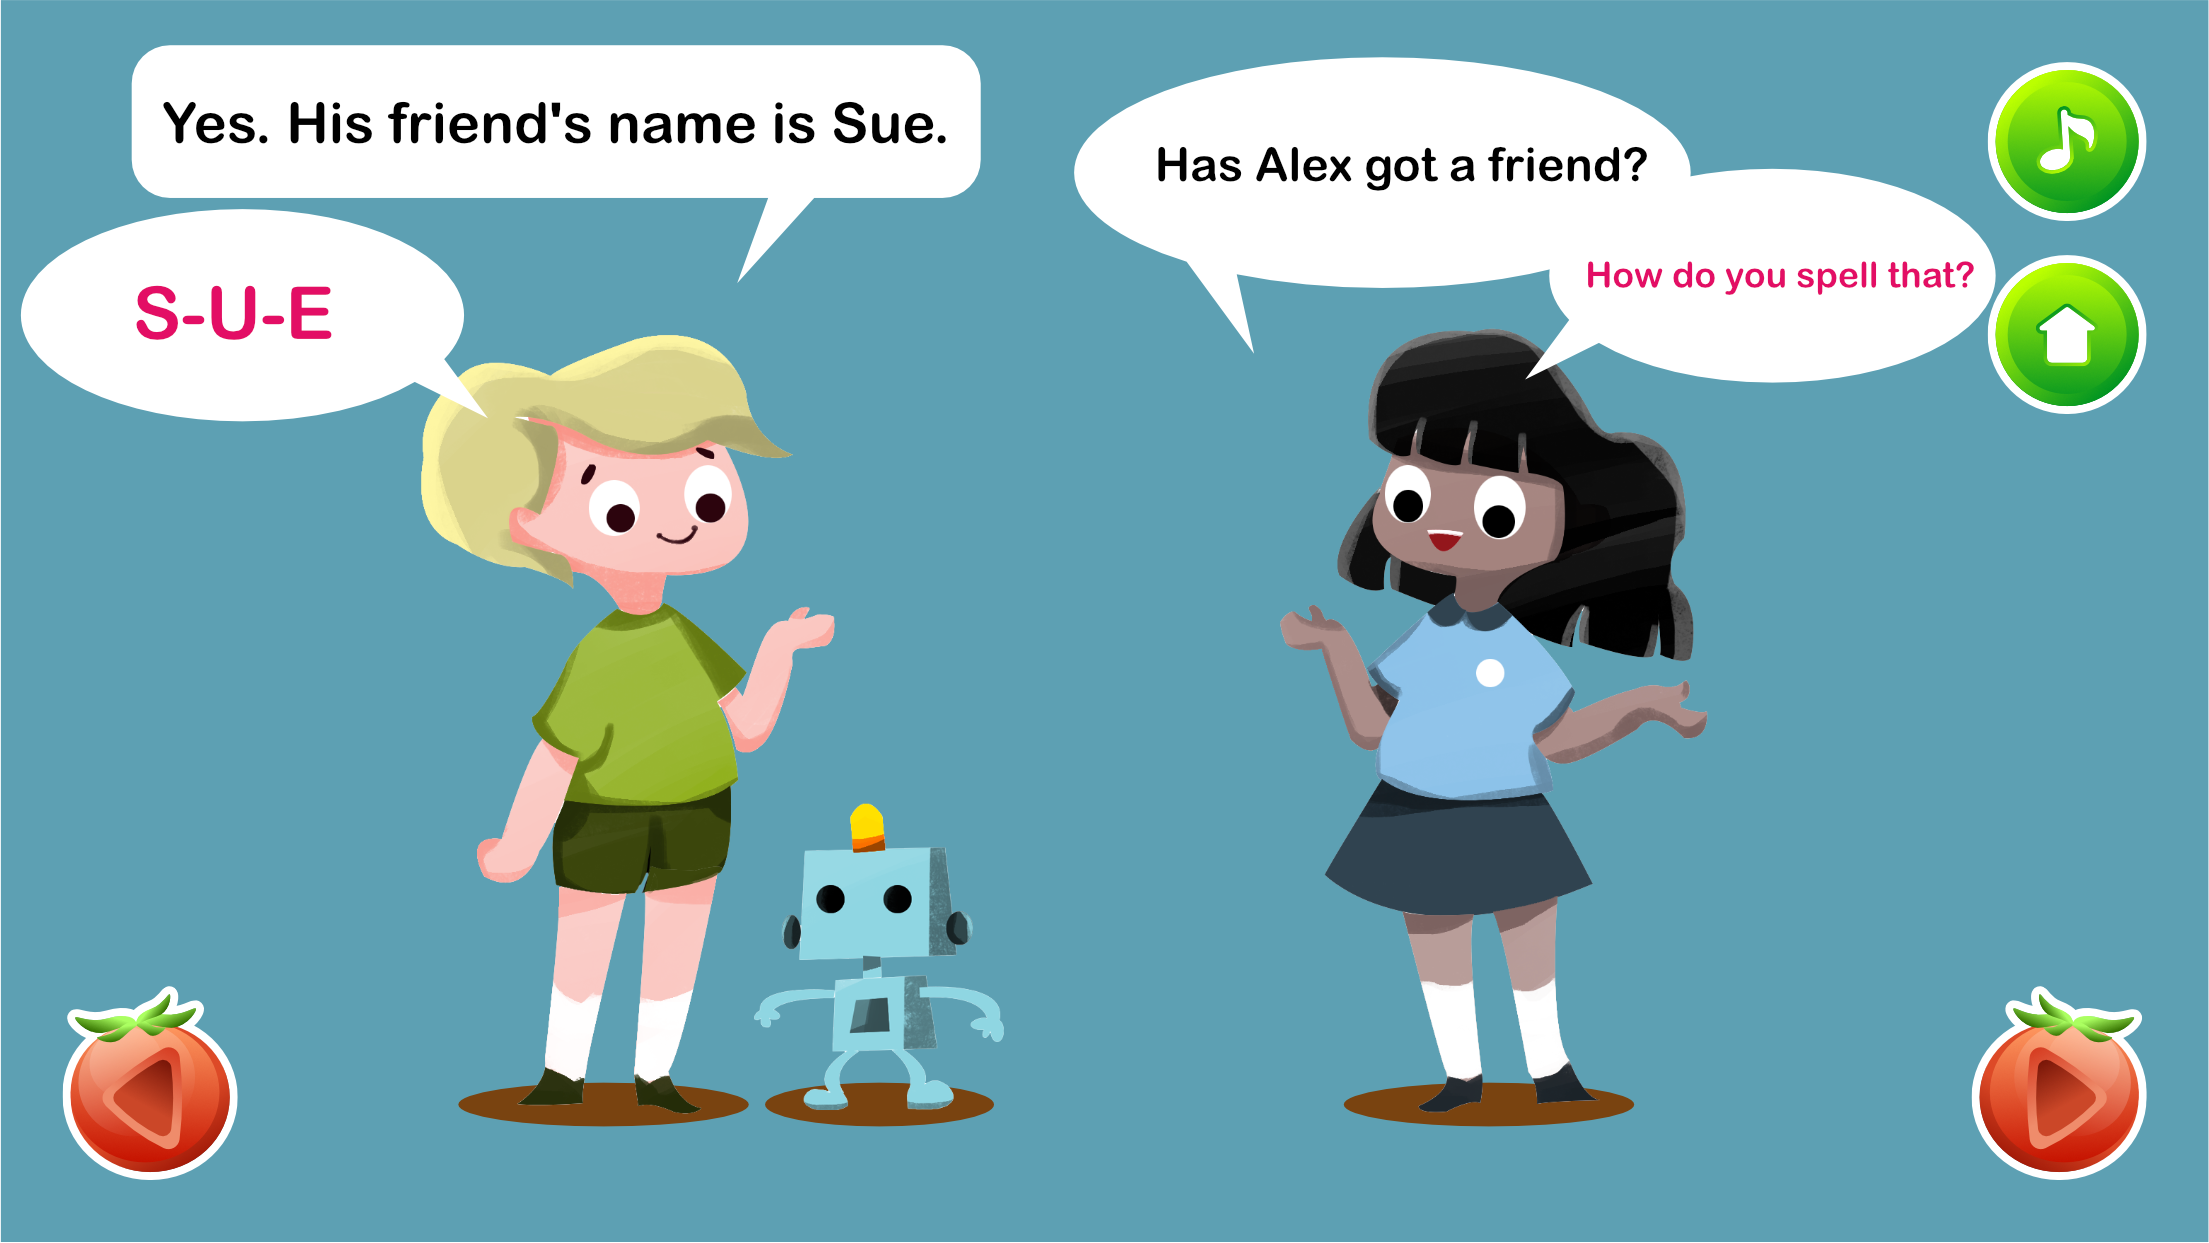 Yes. His friend's name is Sue.
Has Alex got a friend?
How do you spell that?
S-U-E